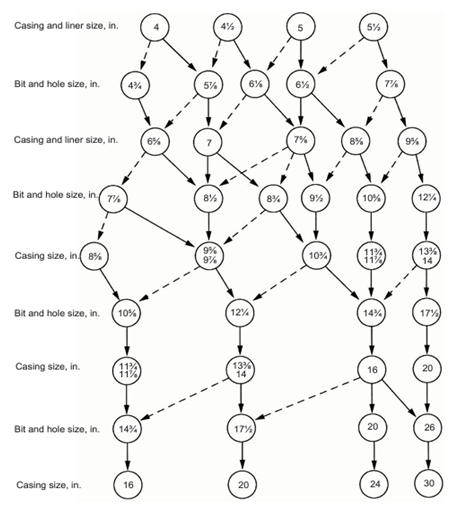 Casing and liner size, in. 4 4½ 5 5½
Bit and hole size, in. 4¾ 5⅞ 6⅛ 6½ 7⅞
Casing and liner size, in. 6⅝ 7 7⅝ 8⅝ 9⅝
Bit and hole size, in. 7⅞ 8½ 8¾ 9½ 10⅝ 12¼
Casing size, in. 8⅝ 9⅝ 10¾ 11¾ 13⅜
9⅞ 11⅞ 14
Bit and hole size, in. 10⅝ 12¼ 14¾ 17½
Casing size, in. 11¾ 13⅜ 16 20
11⅞ 14
Bit and hole size, in. 14¾ 17½ 20 26
Casing size, in. 16 20 24 30